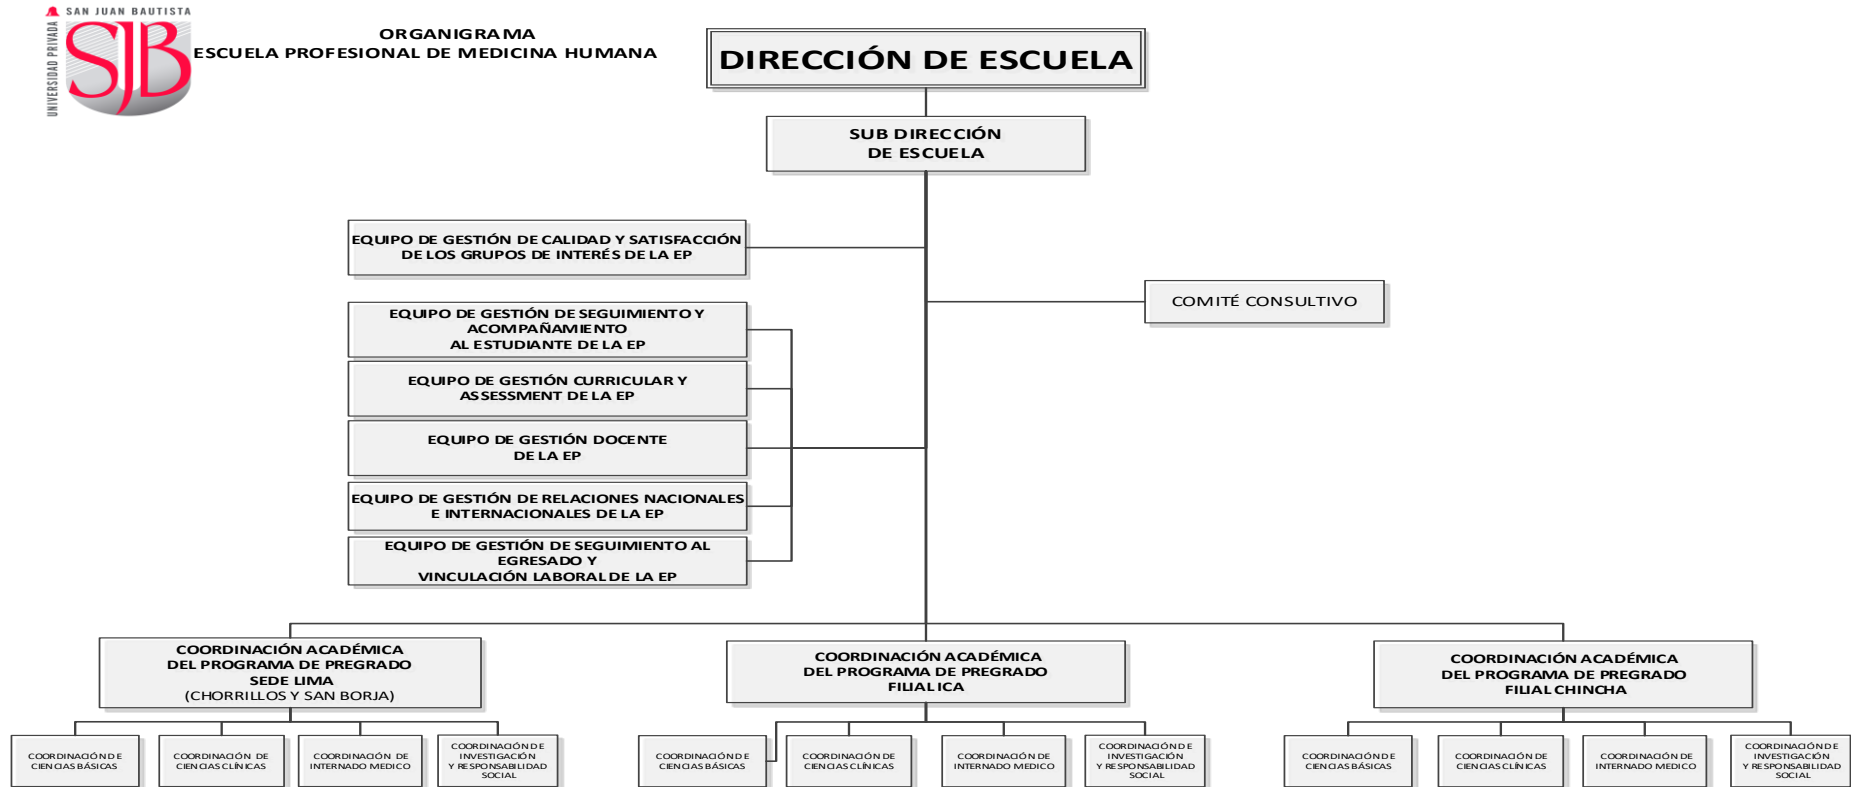 SAN JUAN BAUTISTA
UNIVERSIDAD PRIVADA
SJB
ORGANIGRAMA
ESCUELA PROFESIONAL DE MEDICINA HUMANA
DIRECCIÓN DE ESCUELA
SUB DIRECCIÓN
DE ESCUELA
EQUIPO DE GESTIÓN DE CALIDAD Y SATISFACCIÓN
DE LOS GRUPOS DE INTERÉS DE LA EP
COMITÉ CONSULTIVO
EQUIPO DE GESTIÓN DE SEGUIMIENTO Y
ACOMPAÑAMIENTO
AL ESTUDIANTE DE LA EP
EQUIPO DE GESTIÓN CURRICULAR Y
ASSESSMENT DE LA EP
EQUIPO DE GESTIÓN DOCENTE
DE LA EP
EQUIPO DE GESTIÓN DE RELACIONES NACIONALES
E INTERNACIONALES DE LA EP
EQUIPO DE GESTIÓN DE SEGUIMIENTO AL
EGRESADO Y
VINCULACIÓN LABORAL DE LA EP
COORDINACIÓN ACADÉMICA
DEL PROGRAMA DE PREGRADO
SEDE LIMA
(CHORRILLOS Y SAN BORJA)
COORDINACIÓN ACADÉMICA
DEL PROGRAMA DE PREGRADO
FILIAL ICA
COORDINACIÓN ACADÉMICA
DEL PROGRAMA DE PREGRADO
FILIAL CHINCHA
COORDINACIÓN DE
CIENCIAS BÁSICAS
COORDINACIÓN DE
CIENCIAS CLÍNICAS
COORDINACIÓN DE
INTERNADO MEDICO
COORDINACIÓN DE
INVESTIGACIÓN
Y RESPONSABILIDAD
SOCIAL
COORDINACIÓN DE
CIENCIAS BÁSICAS
COORDINACIÓN DE
CIENCIAS CLÍNICAS
COORDINACIÓN DE
INTERNADO MEDICO
COORDINACIÓN DE
INVESTIGACIÓN
Y RESPONSABILIDAD
SOCIAL
COORDINACIÓN DE
CIENCIAS BÁSICAS
COORDINACIÓN DE
CIENCIAS CLÍNICAS
COORDINACIÓN DE
INTERNADO MEDICO
COORDINACIÓN DE
INVESTIGACIÓN
Y RESPONSABILIDAD
SOCIAL